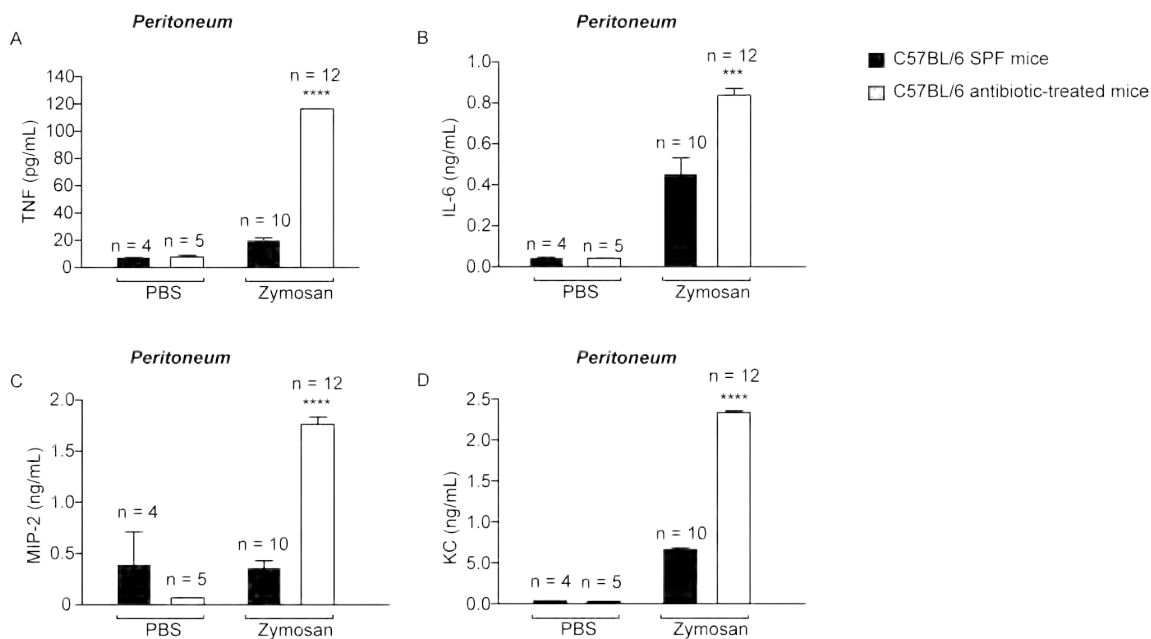 Peritoneum
A
TNF (pg/mL)
140
120
100
80
60
40
20
0
n = 4
n = 5
n = 10
n = 12
****
PBS
Zymosan
Peritoneum
B
IL-6 (ng/mL)
1.0
0.8
0.6
0.4
0.2
0.0
n = 4
n = 5
n = 10
n = 12
***
PBS
Zymosan
C57BL/6 SPF mice
C57BL/6 antibiotic-treated mice
Peritoneum
C
MIP-2 (ng/mL)
2.0
1.5
1.0
0.5
0
n = 4
n = 5
n = 10
n = 12
****
PBS
Zymosan
Peritoneum
D
KC (ng/mL)
2.5
2.0
1.5
1.0
5.0
0.0
n = 4
n = 5
n = 10
n = 12
****
PBS
Zymosan